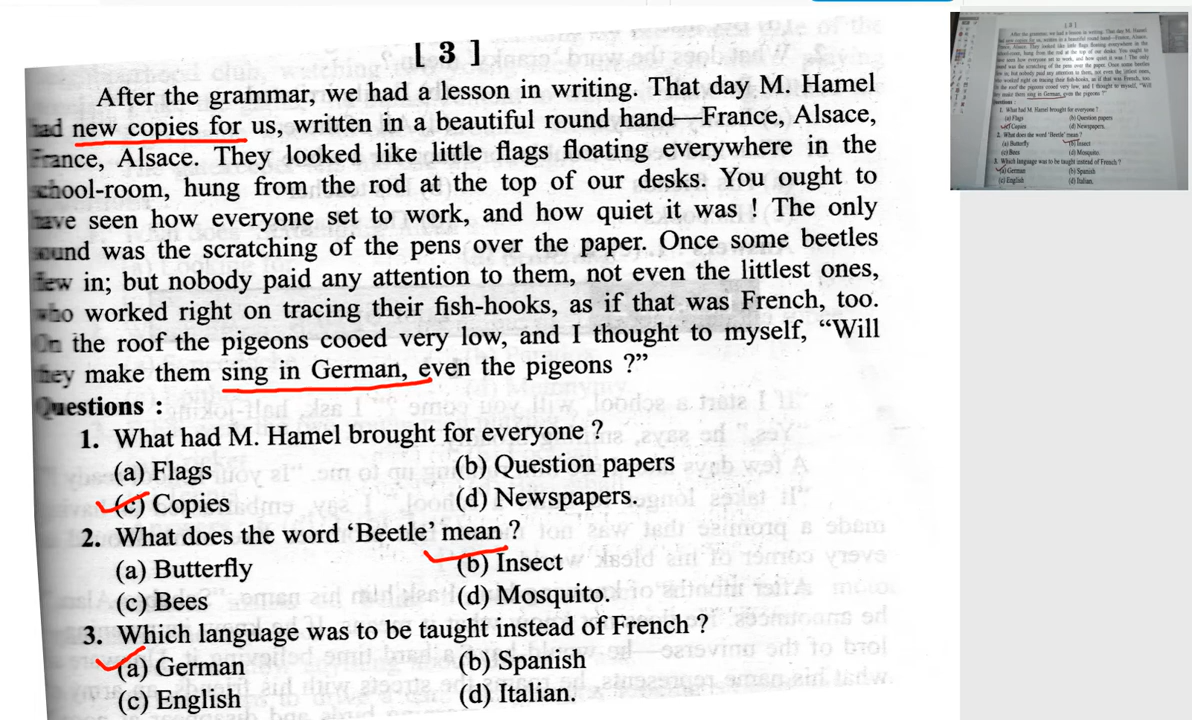 [ 3 ]
After the grammar, we had a lesson in writing. That day M. Hamel
had new copies for us, written in a beautiful round hand—France, Alsace,
France, Alsace. They looked like little flags floating everywhere in the
school-room, hung from the rod at the top of our desks. You ought to
have seen how everyone set to work, and how quiet it was ! The only
sound was the scratching of the pens over the paper. Once some beetles
flew in; but nobody paid any attention to them, not even the littlest ones,
who worked right on tracing their fish-hooks, as if that was French, too.
On the roof the pigeons cooed very low, and I thought to myself, “Will
they make them sing in German, even the pigeons ?”
Questions :
1. What had M. Hamel brought for everyone ?
(a) Flags (b) Question papers
(c) Copies (d) Newspapers.
2. What does the word ‘Beetle’ mean ?
(a) Butterfly (b) Insect
(c) Bees (d) Mosquito.
3. Which language was to be taught instead of French ?
(a) German (b) Spanish
(c) English (d) Italian.